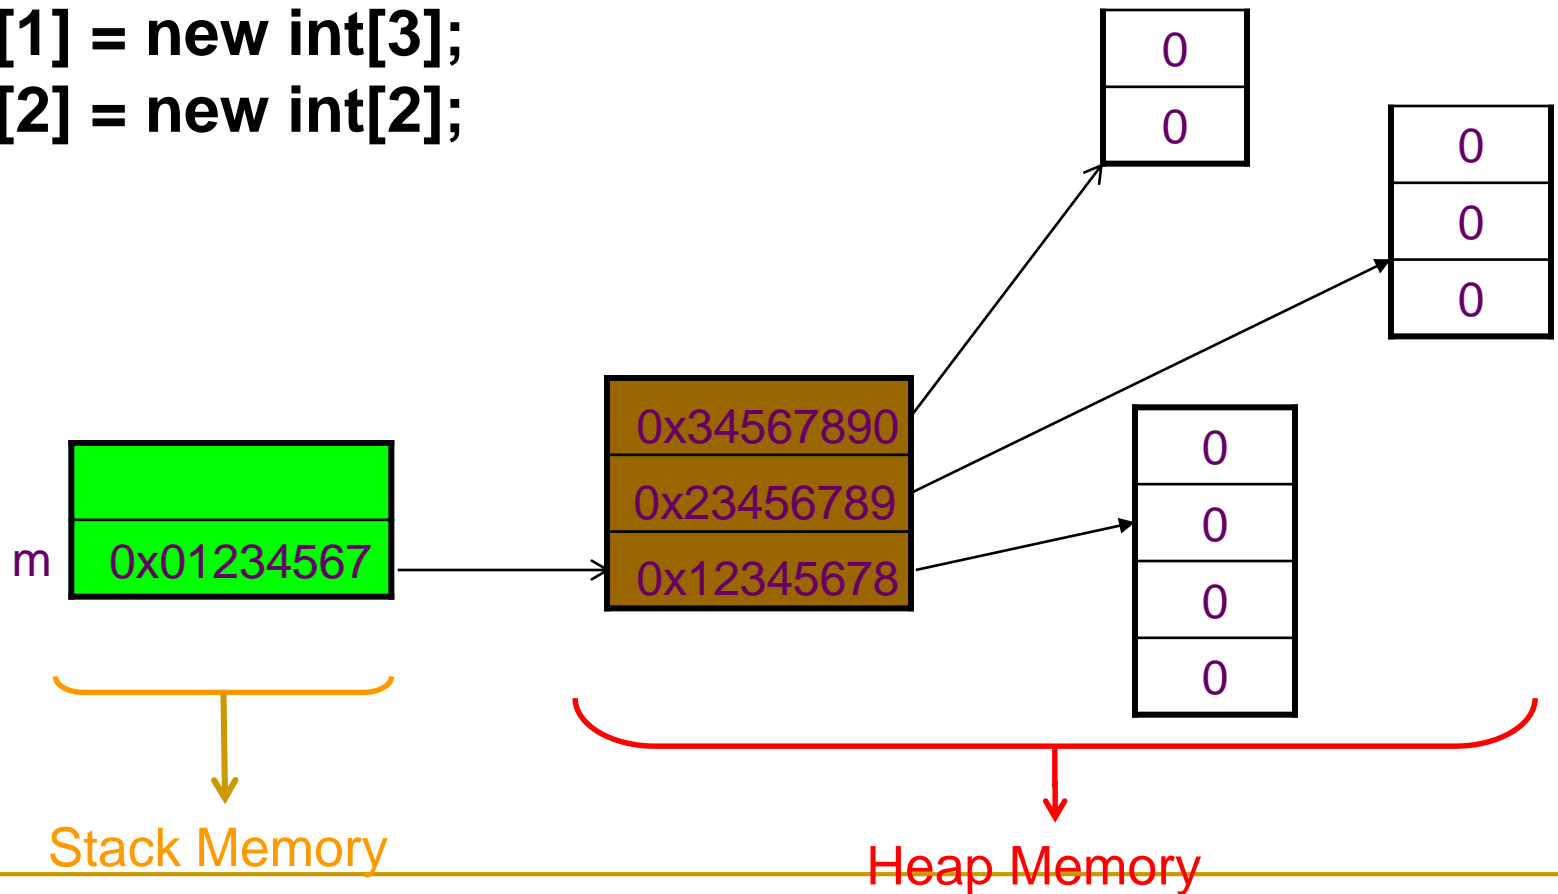 [1] = new int[3];
[2] = new int[2];
0
0
0
0
0
0x34567890
0x23456789
0x12345678
m 0x01234567
0
0
0
0
Stack Memory
Heap Memory